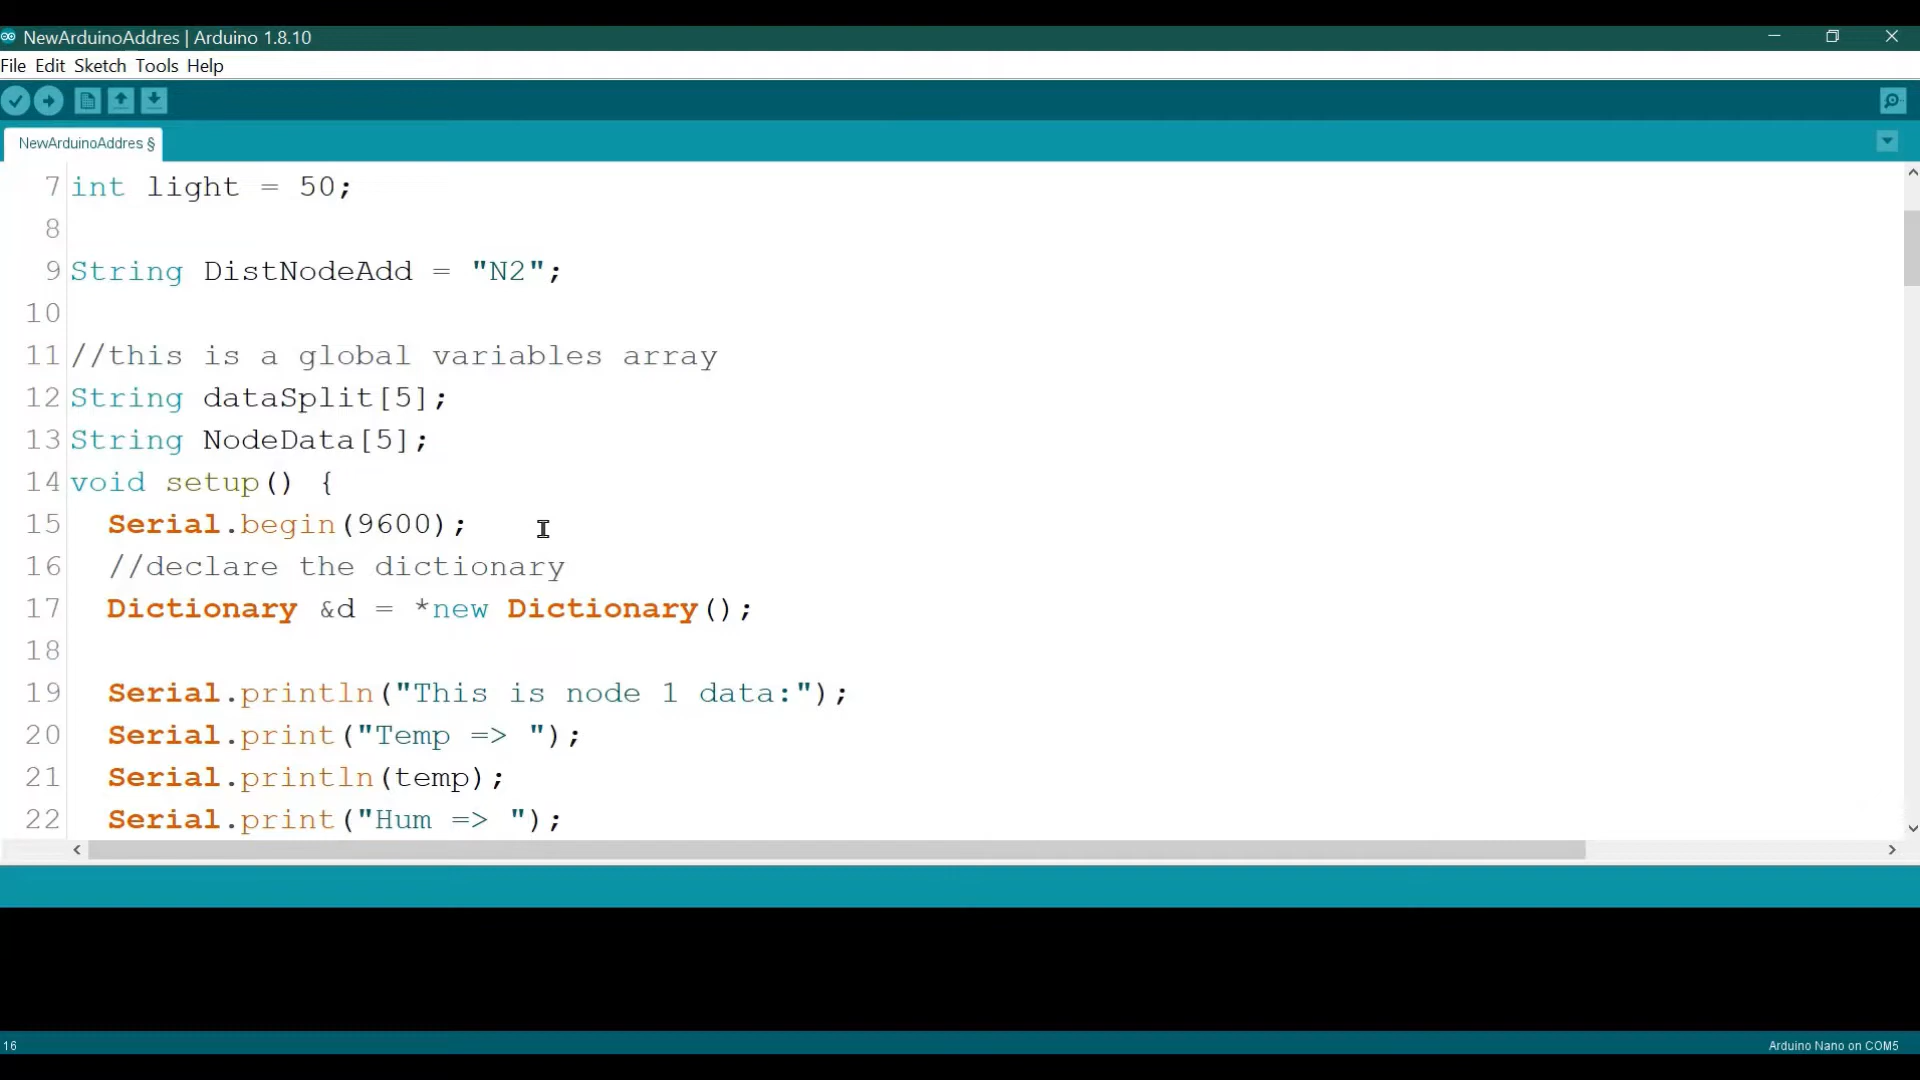 NewArduinoAddres | Arduino 1.8.10
File Edit Sketch Tools Help
NewArduinoAddres §
7 int light = 50;
8
9 String DistNodeAdd = "N2";
10
11 //this is a global variables array
12 String dataSplit[5];
13 String NodeData[5];
14 void setup() {
15 Serial.begin(9600);
16 //declare the dictionary
17 Dictionary &d = *new Dictionary();
18
19 Serial.println("This is node 1 data:");
20 Serial.print("Temp => ");
21 Serial.println(temp);
22 Serial.print("Hum => ");
16 Arduino Nano on COM5